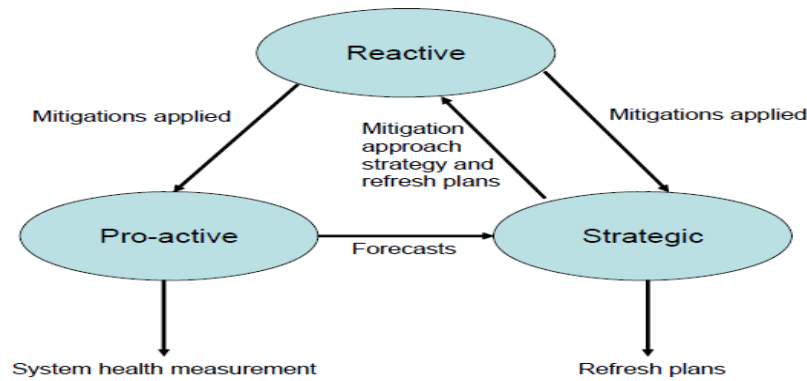 Reactive
Mitigations applied
Mitigations applied
Mitigation
approach
strategy and
refresh plans
Pro-active
Forecasts
Strategic
System health measurement
Refresh plans